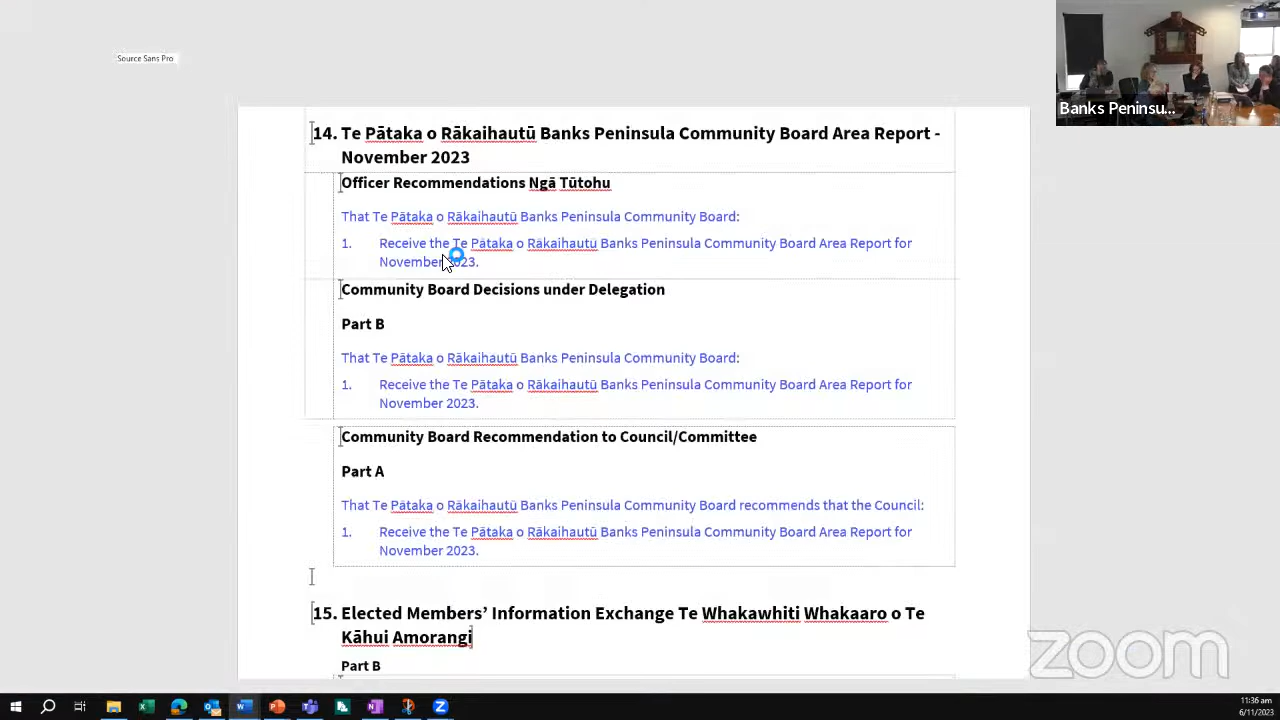 Source Sans Pro
Banks Peninsu...
14. Te Pātaka o Rākaihautū Banks Peninsula Community Board Area Report -
November 2023
Officer Recommendations Ngā Tūtohu
That Te Pātaka o Rākaihautū Banks Peninsula Community Board:
1. Receive the Te Pātaka o Rākaihautū Banks Peninsula Community Board Area Report for
November 2023.
Community Board Decisions under Delegation
Part B
That Te Pātaka o Rākaihautū Banks Peninsula Community Board:
1. Receive the Te Pātaka o Rākaihautū Banks Peninsula Community Board Area Report for
November 2023.
Community Board Recommendation to Council/Committee
Part A
That Te Pātaka o Rākaihautū Banks Peninsula Community Board recommends that the Council:
1. Receive the Te Pātaka o Rākaihautū Banks Peninsula Community Board Area Report for
November 2023.
15. Elected Members’ Information Exchange Te Whakawhiti Whakaaro o Te
Kāhui Amorangi
Part B
zoom
11:36 am
6/11/2023